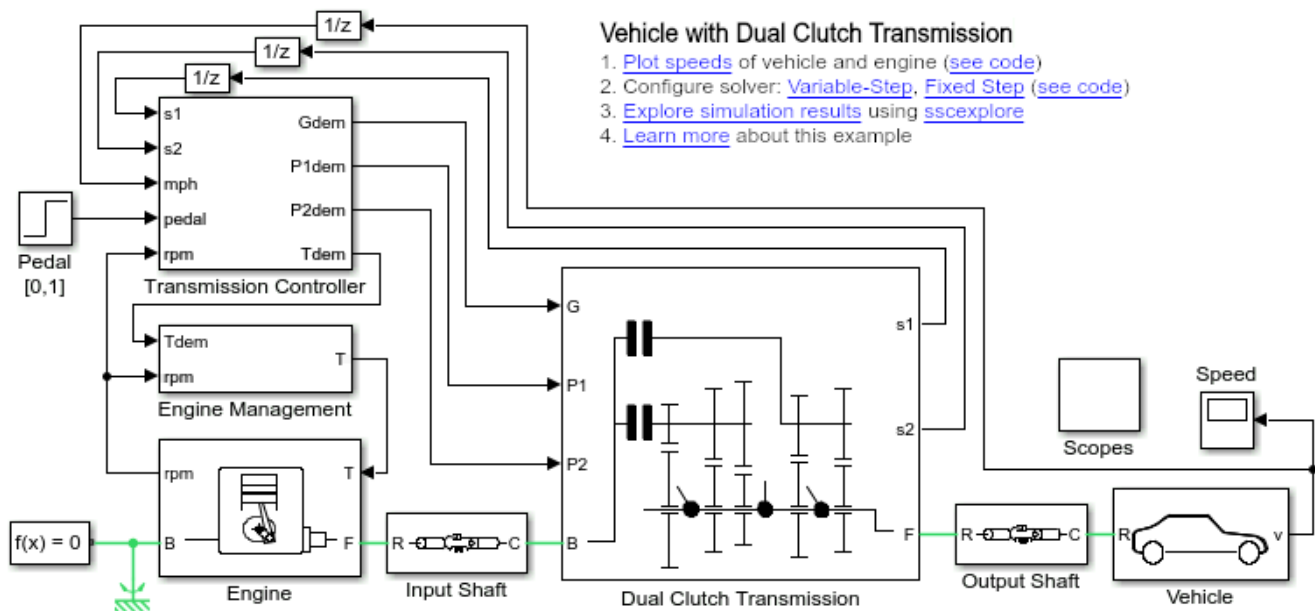 Vehicle with Dual Clutch Transmission
1. Plot speeds of vehicle and engine (see code)
2. Configure solver: Variable-Step, Fixed Step (see code)
3. Explore simulation results using sscexplore
4. Learn more about this example
1/z
1/z
1/z
s1
s2
mph
pedal
rpm
Gdem
P1dem
P2dem
Tdem
Transmission Controller
Pedal
[0,1]
Tdem
rpm
T
Engine Management
rpm
T
B
F
Engine
f(x) = 0
R
C
Input Shaft
G
P1
P2
B
s1
s2
F
Dual Clutch Transmission
R
C
Output Shaft
Scopes
Speed
R
v
Vehicle